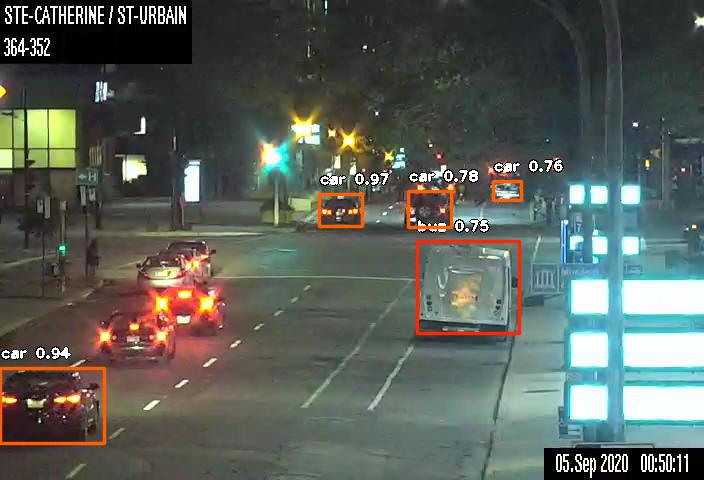 STE-CATHERINE / ST-URBAIN
364-352
car 0.76
car 0.78
car 0.97
bus 0.75
car 0.94
05.Sep 2020 00:50:11